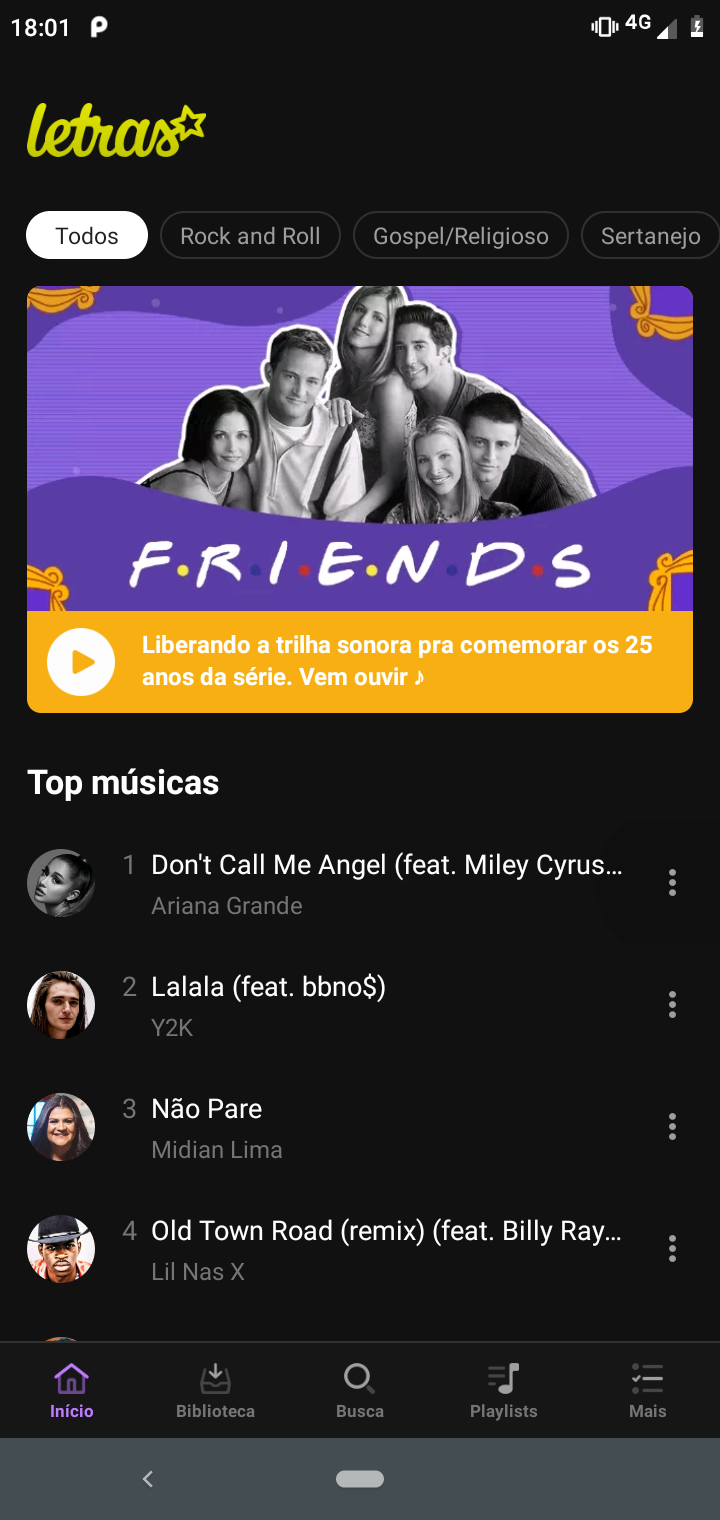 18:01
4G
letras
Todos
Rock and Roll
Gospel/Religioso
Sertanejo
F·R·I·E·N·D·S
Liberando a trilha sonora pra comemorar os 25
anos da série. Vem ouvir ♪
Top músicas
1 Don't Call Me Angel (feat. Miley Cyrus...
Ariana Grande
2 Lalala (feat. bbno$)
Y2K
3 Não Pare
Midian Lima
4 Old Town Road (remix) (feat. Billy Ray...
Lil Nas X
Início
Biblioteca
Busca
Playlists
Mais